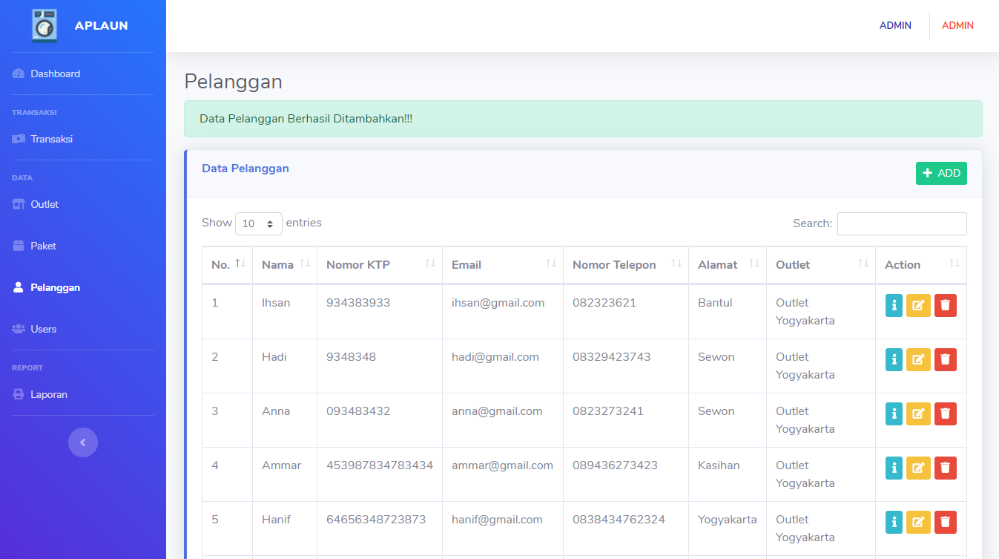 APLAUN
ADMIN ADMIN
Dashboard
TRANSAKSI
Transaksi
DATA
Outlet
Paket
Pelanggan
Users
REPORT
Laporan
Pelanggan
Data Pelanggan Berhasil Ditambahkan!!!
Data Pelanggan
ADD
Show 10 entries
Search:
No. Nama Nomor KTP Email Nomor Telepon Alamat Outlet Action
1 Ihsan 934383933 ihsan@gmail.com 082323621 Bantul Outlet
Yogyakarta
2 Hadi 9348348 hadi@gmail.com 08329423743 Sewon Outlet
Yogyakarta
3 Anna 093483432 anna@gmail.com 0823273241 Sewon Outlet
Yogyakarta
4 Ammar 453987834783434 ammar@gmail.com 089436273423 Kasihan Outlet
Yogyakarta
5 Hanif 64656348723873 hanif@gmail.com 0838434762324 Yogyakarta Outlet
Yogyakarta